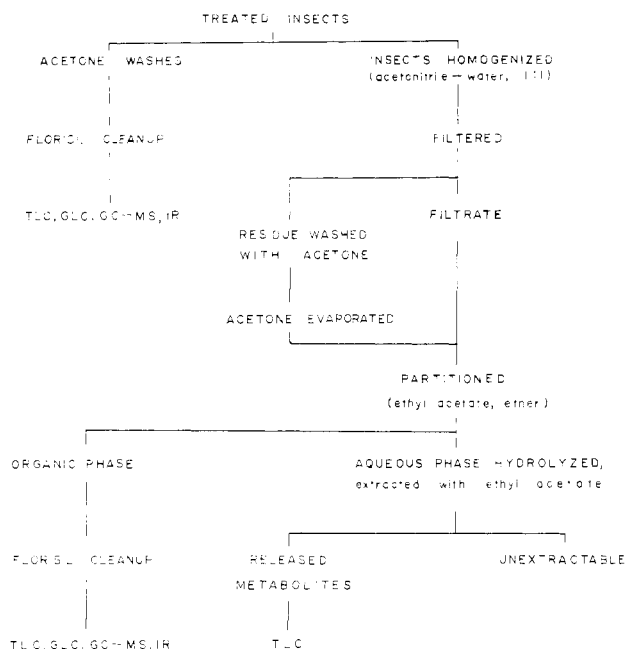 TREATED INSECTS
ACETONE WASHED
INSECTS HOMOGENIZED
(acetonitrile-water, 1:1)
FLORISIL CLEANUP
FILTERED
TLC, GLC, GC-MS, IR
RESIDUE WASHED
WITH ACETONE
FILTRATE
ACETONE EVAPORATED
PARTITIONED
(ethyl acetate, ether)
ORGANIC PHASE
AQUEOUS PHASE HYDROLYZED,
extracted with ethyl acetate
FLORISIL CLEANUP
RELEASED
METABOLITES
UNEXTRACTABLE
TLC, GLC, GC-MS, IR
TLC